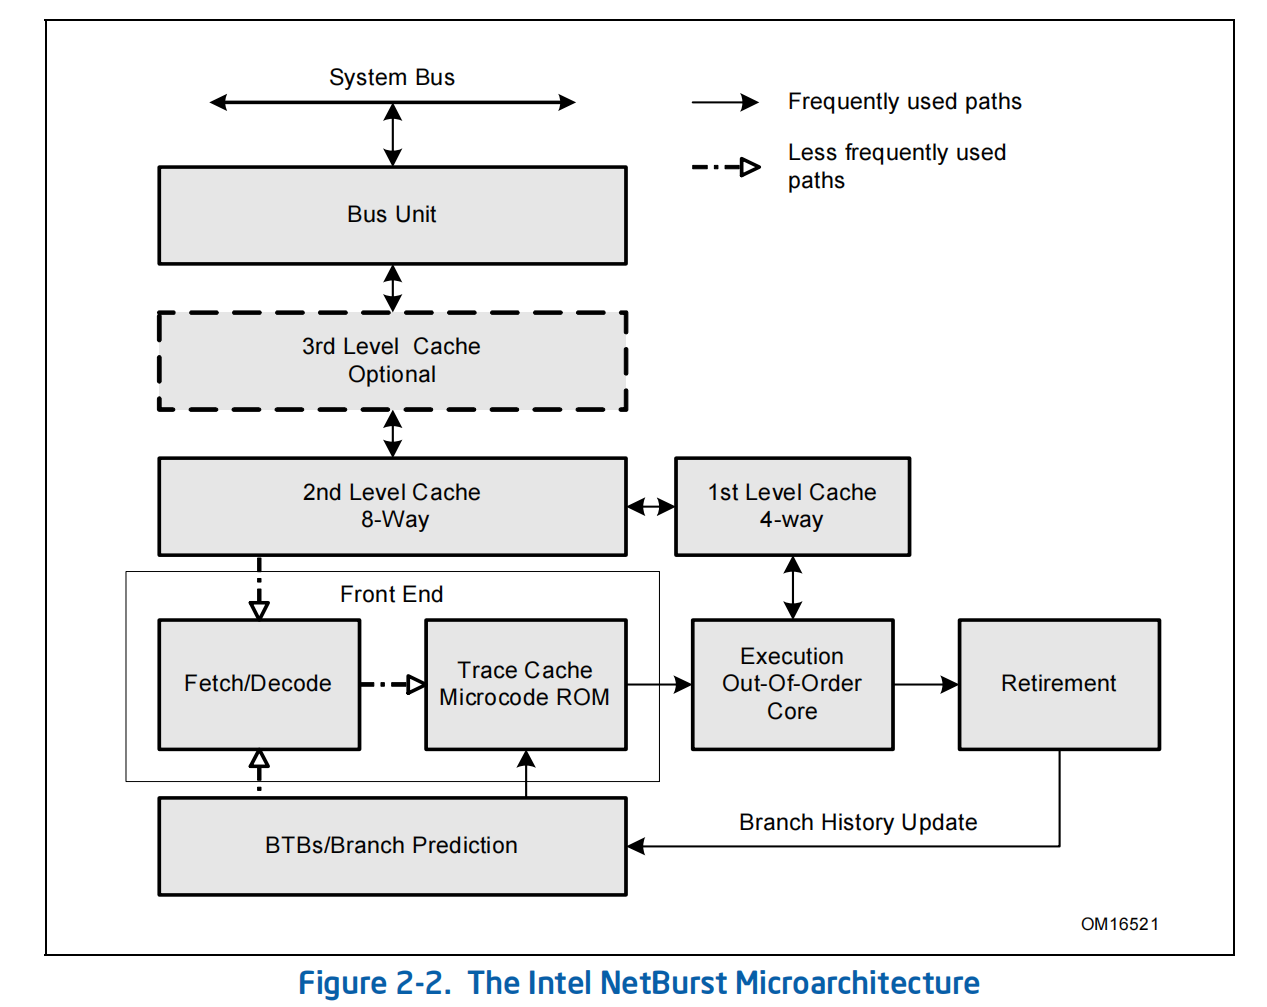 System Bus
Frequently used paths
Less frequently used
paths
Bus Unit
3rd Level Cache
Optional
2nd Level Cache
8-Way
1st Level Cache
4-way
Front End
Fetch/Decode
Trace Cache
Microcode ROM
Execution
Out-Of-Order
Core
Retirement
BTBs/Branch Prediction
Branch History Update
OM16521
Figure 2-2. The Intel NetBurst Microarchitecture